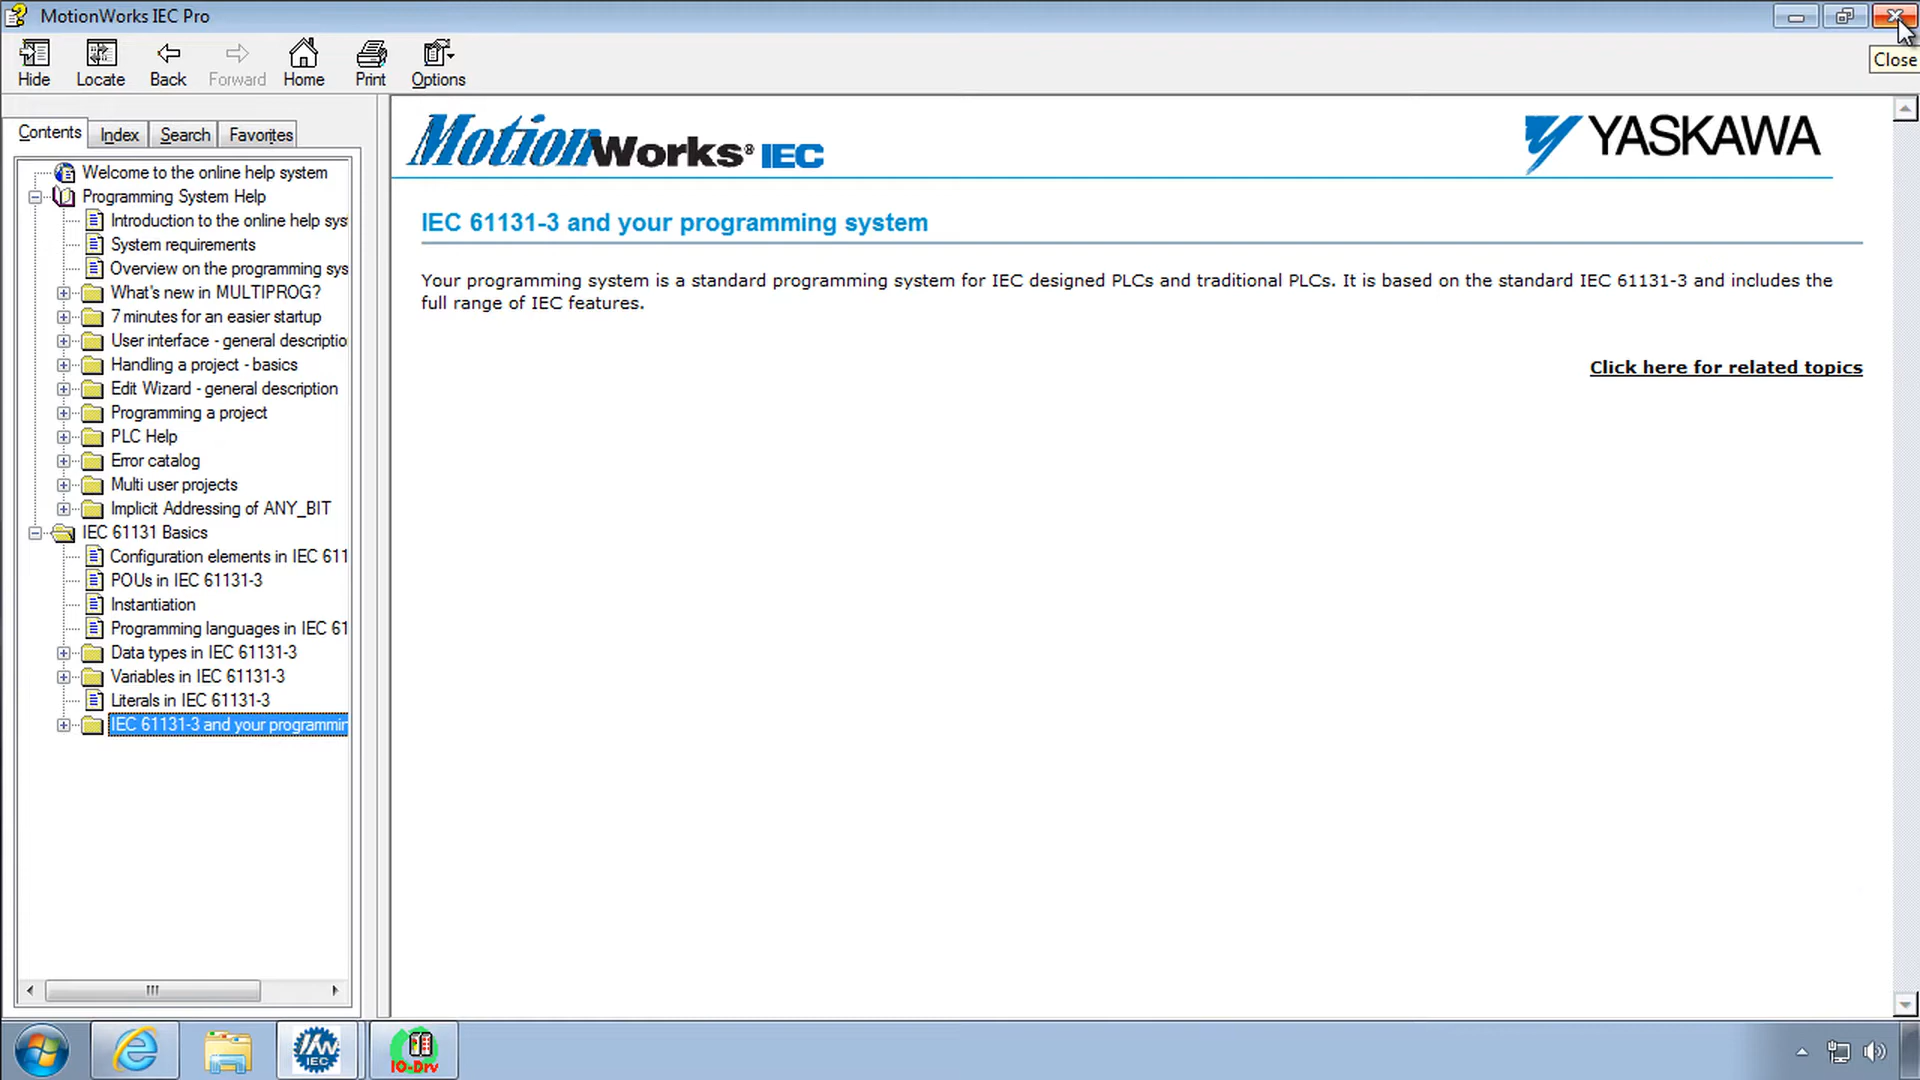 MotionWorks IEC Pro
Close
Hide Locate Back Forward Home Print Options
Contents Index Search Favorites
Welcome to the online help system
Programming System Help
Introduction to the online help sys
System requirements
Overview on the programming sys
What's new in MULTIPROG?
7 minutes for an easier startup
User interface - general descriptio
Handling a project - basics
Edit Wizard - general description
Programming a project
PLC Help
Error catalog
Multi user projects
Implicit Addressing of ANY_BIT
IEC 61131 Basics
Configuration elements in IEC 611
POUs in IEC 61131-3
Instantiation
Programming languages in IEC 61
Data types in IEC 61131-3
Variables in IEC 61131-3
Literals in IEC 61131-3
IEC 61131-3 and your programmin
MotionWorks® IEC
YASKAWA
IEC 61131-3 and your programming system
Your programming system is a standard programming system for IEC designed PLCs and traditional PLCs. It is based on the standard IEC 61131-3 and includes the
full range of IEC features.
Click here for related topics
IEC
IO-Drv